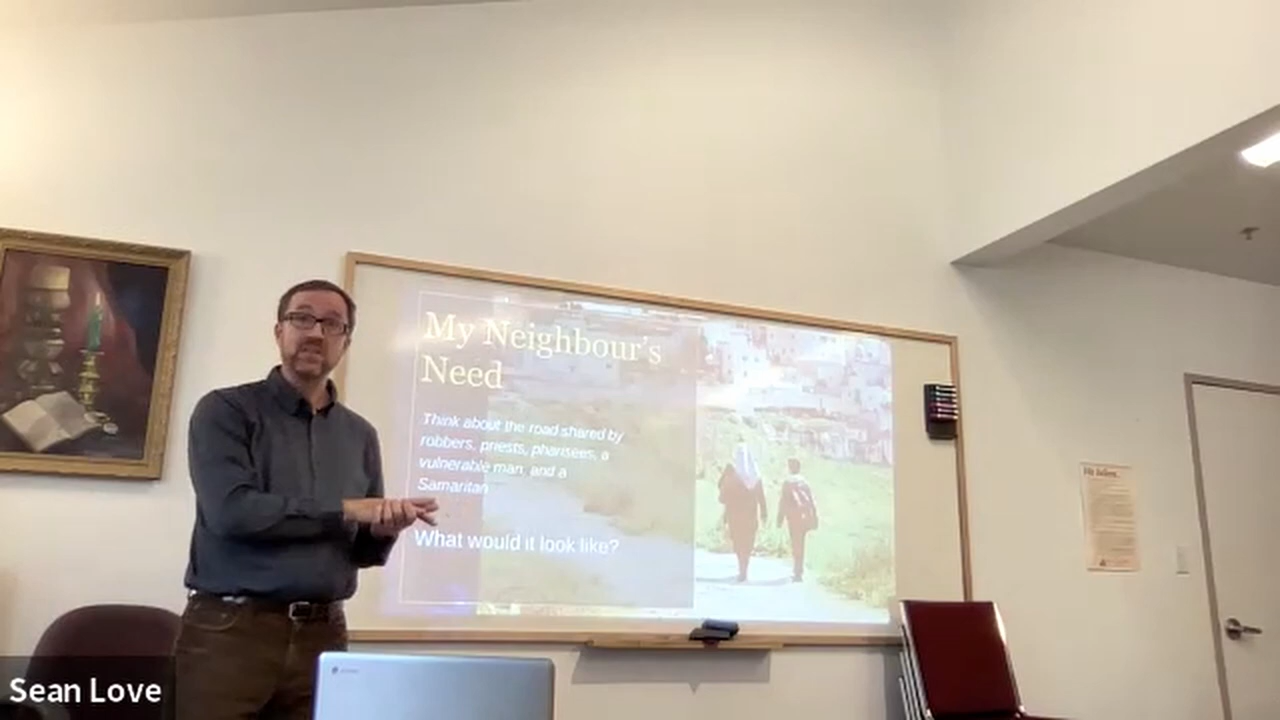 My Neighbour's
Need
Think about the road shared by
robbers, priests, pharisees, a
vulnerable man, and a
Samaritan
What would it look like?
Sean Love